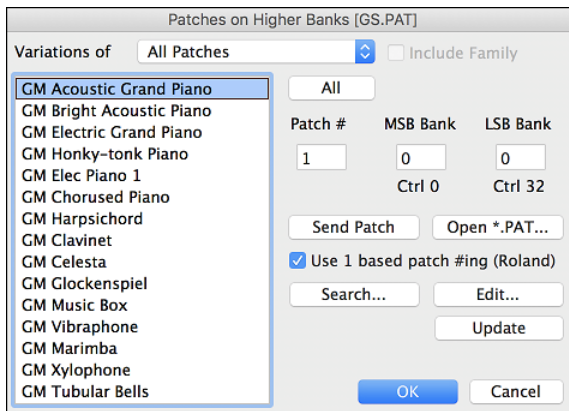 Patches on Higher Banks [GS.PAT]
Variations of All Patches Include Family
GM Acoustic Grand Piano
GM Bright Acoustic Piano
GM Electric Grand Piano
GM Honky-tonk Piano
GM Elec Piano 1
GM Chorused Piano
GM Harpsichord
GM Clavinet
GM Celesta
GM Glockenspiel
GM Music Box
GM Vibraphone
GM Marimba
GM Xylophone
GM Tubular Bells
All
Patch # MSB Bank LSB Bank
1 0 0
Ctrl 0 Ctrl 32
Send Patch Open *.PAT...
Use 1 based patch #ing (Roland)
Search... Edit...
Update
OK Cancel